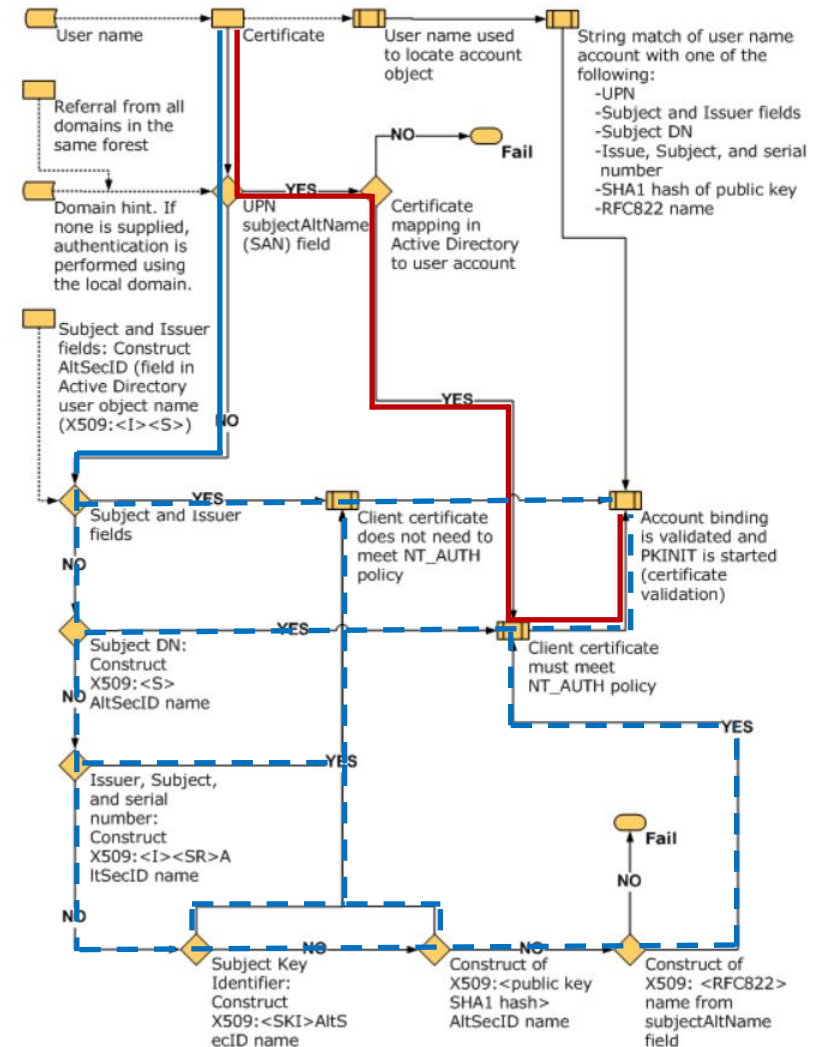 User name
Certificate
User name used
to locate account
object
String match of user name
account with one of the
following:
-UPN
-Subject and Issuer fields
-Subject DN
-Issue, Subject, and serial
number
-SHA1 hash of public key
-RFC822 name
Referral from all
domains in the
same forest
NO
Fail
Domain hint. If
none is supplied,
authentication is
performed using
the local domain.
YES
UPN
subjectAltName
(SAN) field
Certificate
mapping in
Active Directory
to user account
Subject and Issuer
fields: Construct
AltSecID (field in
Active Directory
user object name
(X509:<I><S>)
NO
YES
YES
Subject and Issuer
fields
Client certificate
does not need to
meet NT_AUTH
policy
Account binding
is validated and
PKINIT is started
(certificate
validation)
NO
YES
Subject DN:
Construct
X509:<S>
AltSecID name
Client certificate
must meet
NT_AUTH policy
NO
YES
YES
Issuer, Subject,
and serial
number:
Construct
X509:<I><SR>A
ltSecID name
Fail
NO
NO
NO
NO
Subject Key
Identifier:
Construct
X509:<SKI>AltS
ecID name
Construct of
X509:<public key
SHA1 hash>
AltSecID name
Construct of
X509: <RFC822>
name from
subjectAltName
field